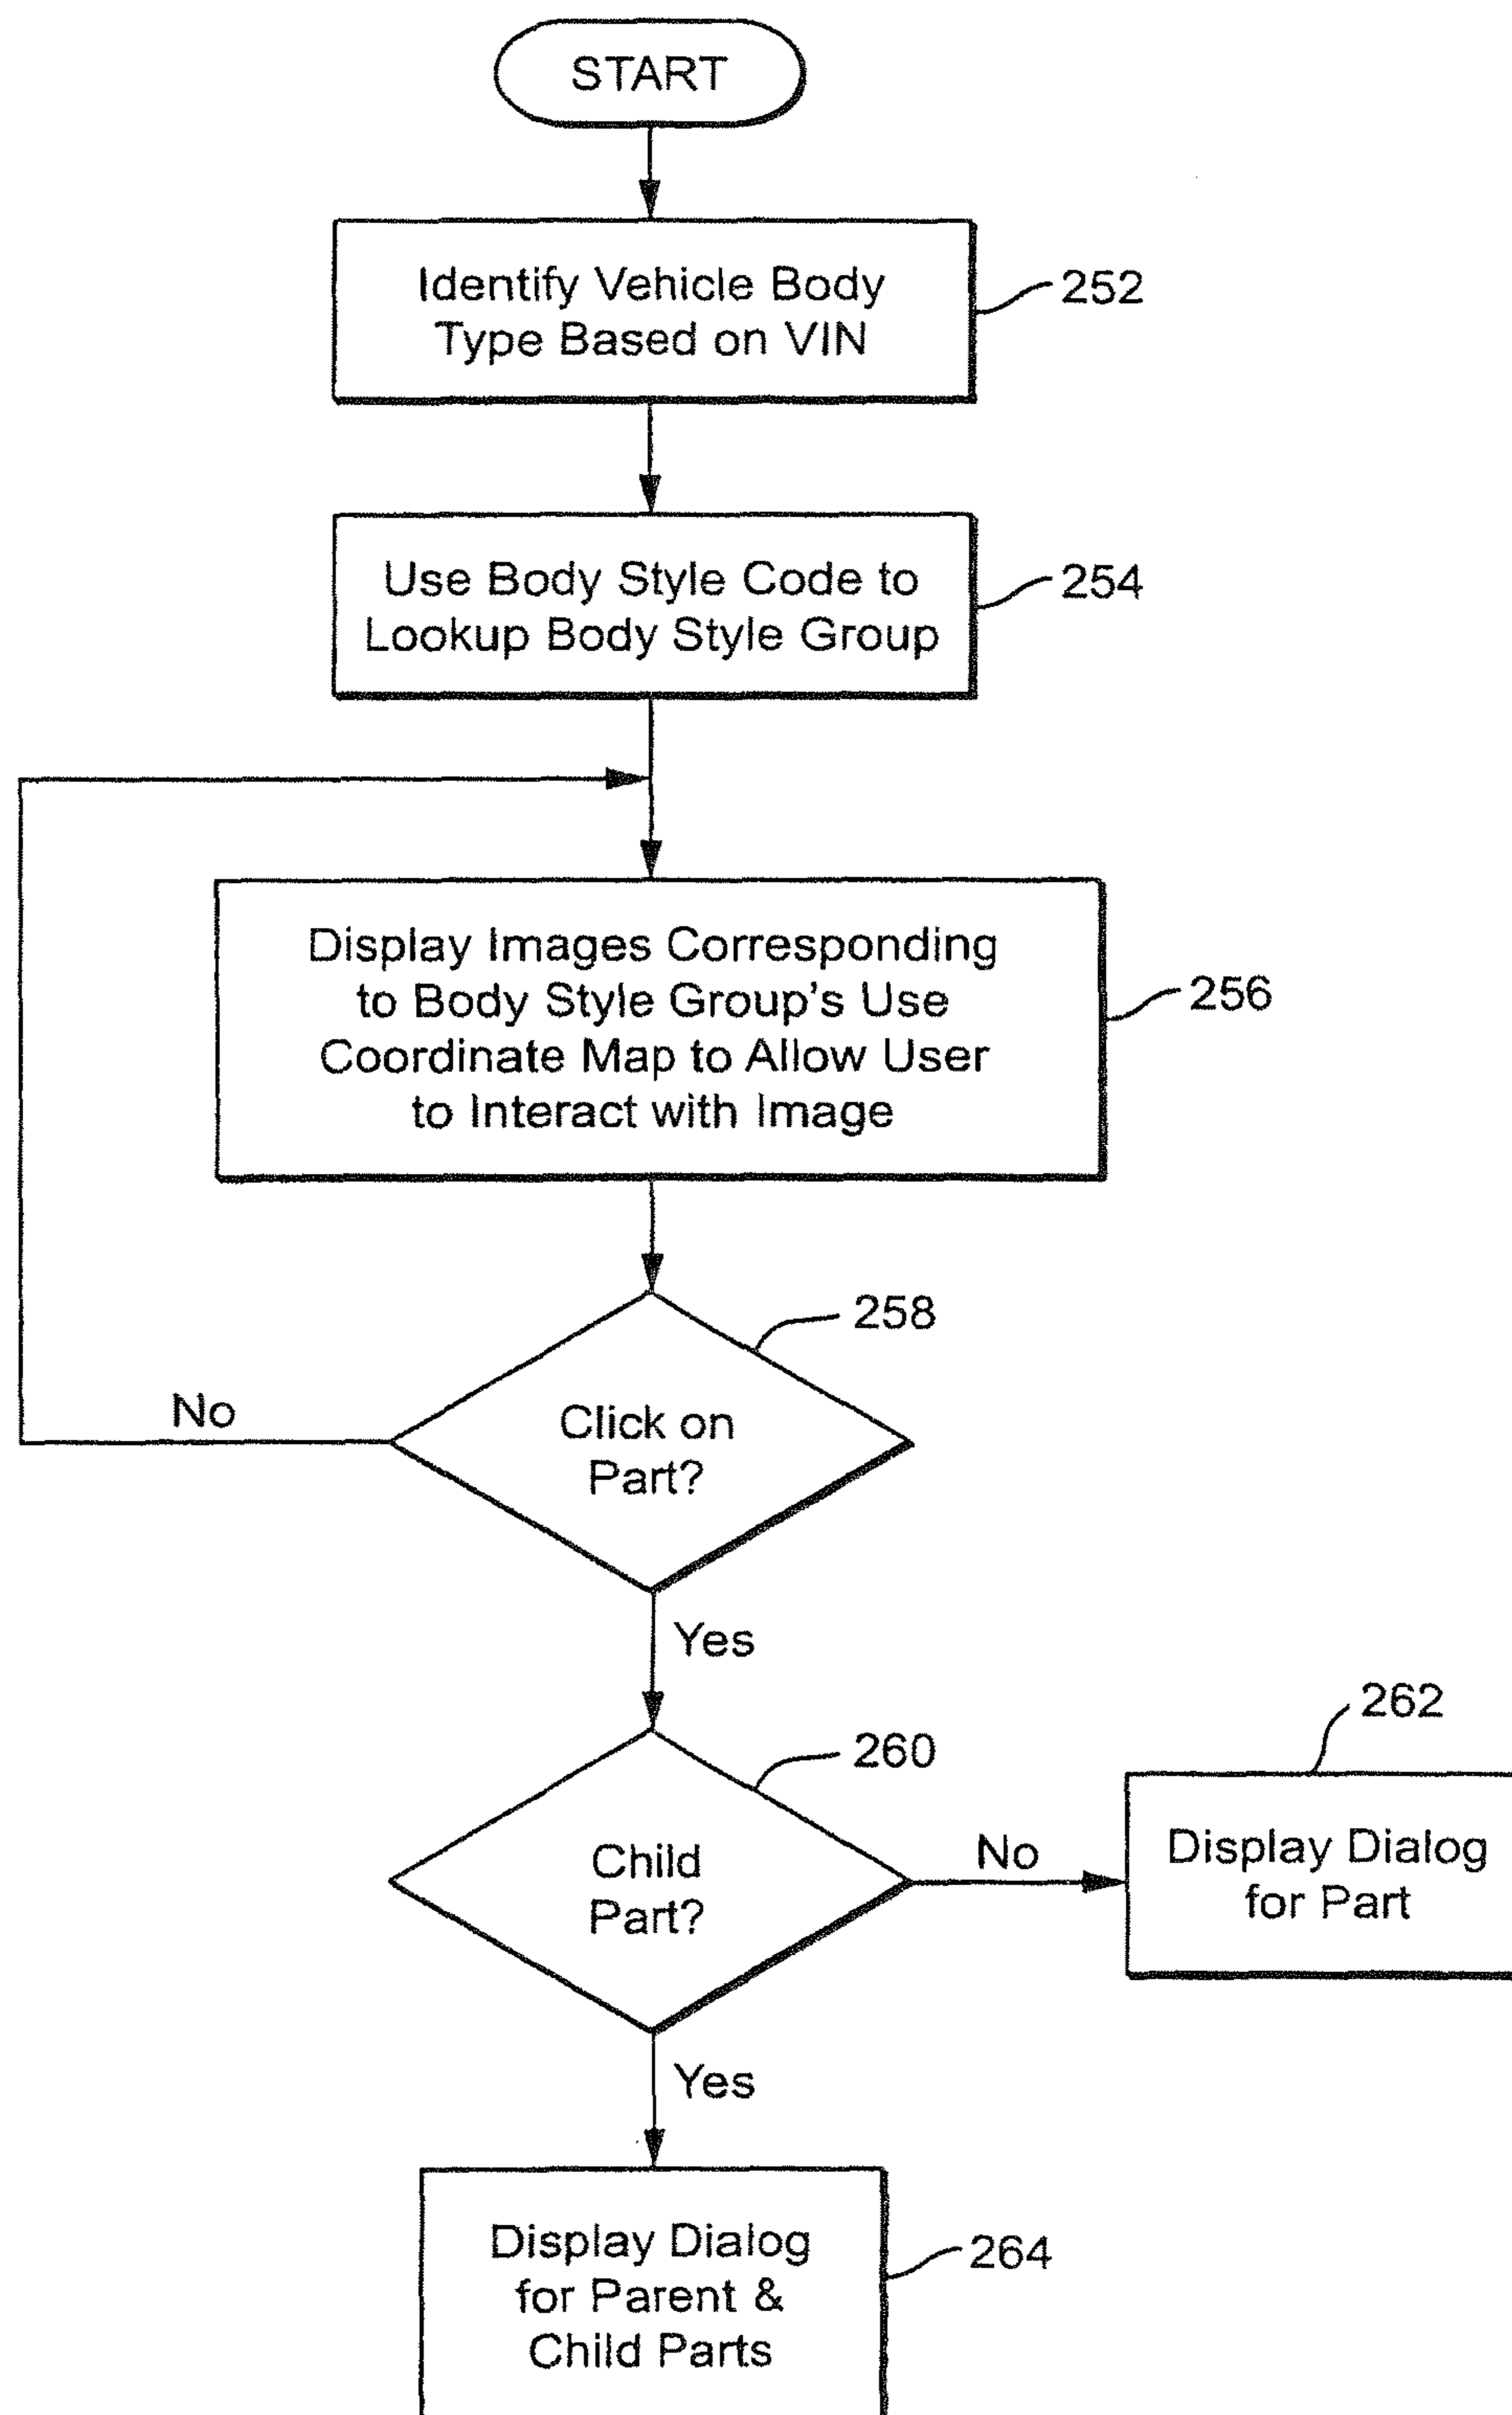 START
Identify Vehicle Body
Type Based on VIN
252
Use Body Style Code to
Lookup Body Style Group
254
Display Images Corresponding
to Body Style Group's Use
Coordinate Map to Allow User
to Interact with Image
256
258
Click on
Part?
No
Yes
260
Child
Part?
No
262
Display Dialog
for Part
Yes
Display Dialog
for Parent &
Child Parts
264